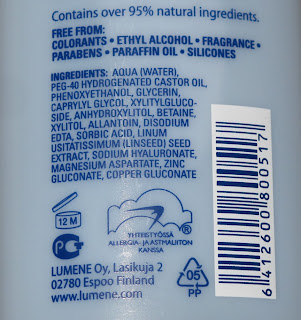 Contains over 95% natural ingredients.
FREE FROM:
COLORANTS • ETHYL ALCOHOL • FRAGRANCE •
PARABENS • PARAFFIN OIL • SILICONES
INGREDIENTS: AQUA (WATER),
PEG-40 HYDROGENATED CASTOR OIL,
PHENOXYETHANOL, GLYCERIN,
CAPRYLYL GLYCOL, XYLITYLGLUCO-
SIDE, ANHYDROXYLITOL, BETAINE,
XYLITOL, ALLANTOIN, DISODIUM
EDTA, SORBIC ACID, LINUM
USITATISSIMUM (LINSEED) SEED
EXTRACT, SODIUM HYALURONATE,
MAGNESIUM ASPARTATE, ZINC
GLUCONATE, COPPER GLUCONATE
12 M
YHTEISTYÖSSÄ
ALLERGIA- JA ASTMALIITON
KANSSA
LUMENE Oy, Lasikuja 2
02780 Espoo Finland
www.lumene.com
05
PP
6 412600 800517